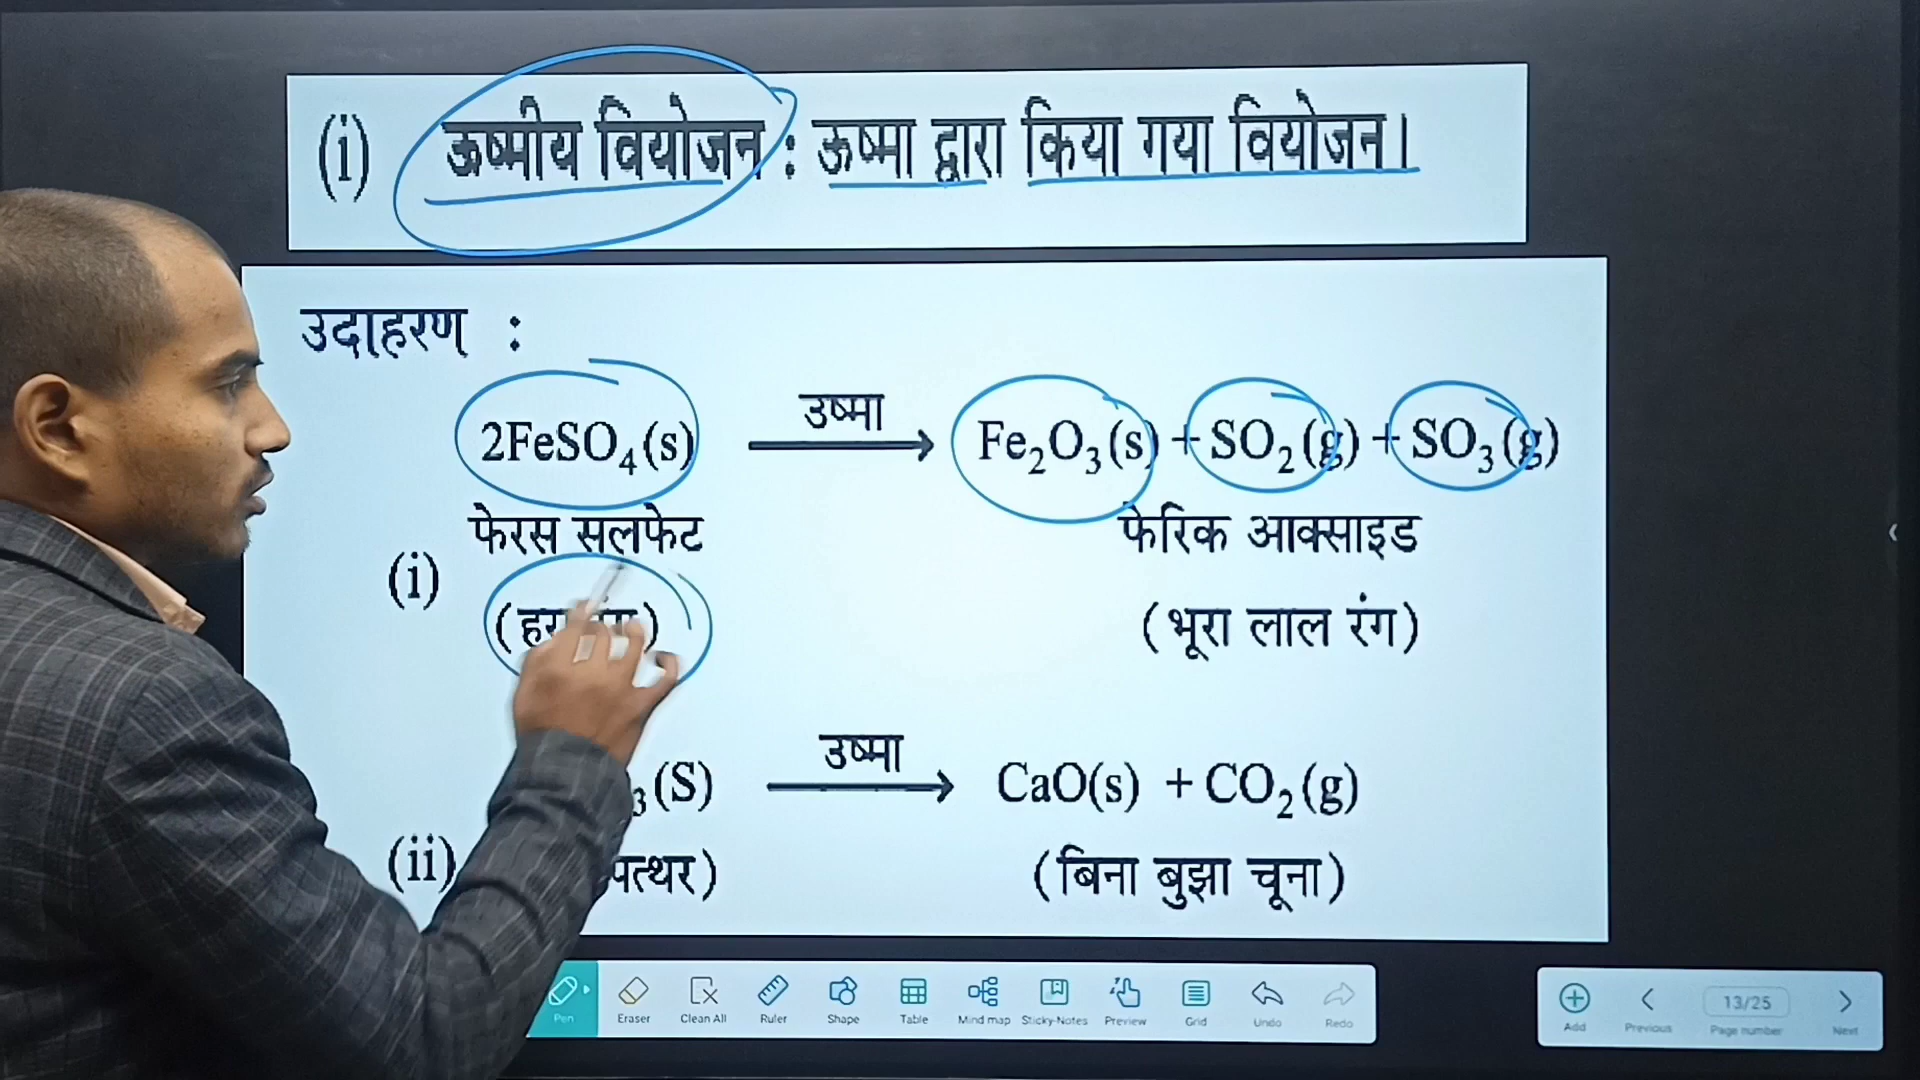 (i) ऊष्मीय वियोजन : ऊष्मा द्वारा किया गया वियोजन।
उदाहरण :
2FeSO₄(s) उष्मा Fe₂O₃(s) + SO₂(g) + SO₃(g)
फेरस सलफेट फेरिक आक्साइड
(i)
(भूरा लाल रंग)
₃(S) उष्मा CaO(s) + CO₂(g)
(ii) पत्थर) (बिना बुझा चूना)
Pen Eraser Clean All Ruler Shape Table Mind map Sticky-Notes Preview Grid Undo Redo
Add Previous 13/25 Page number Next